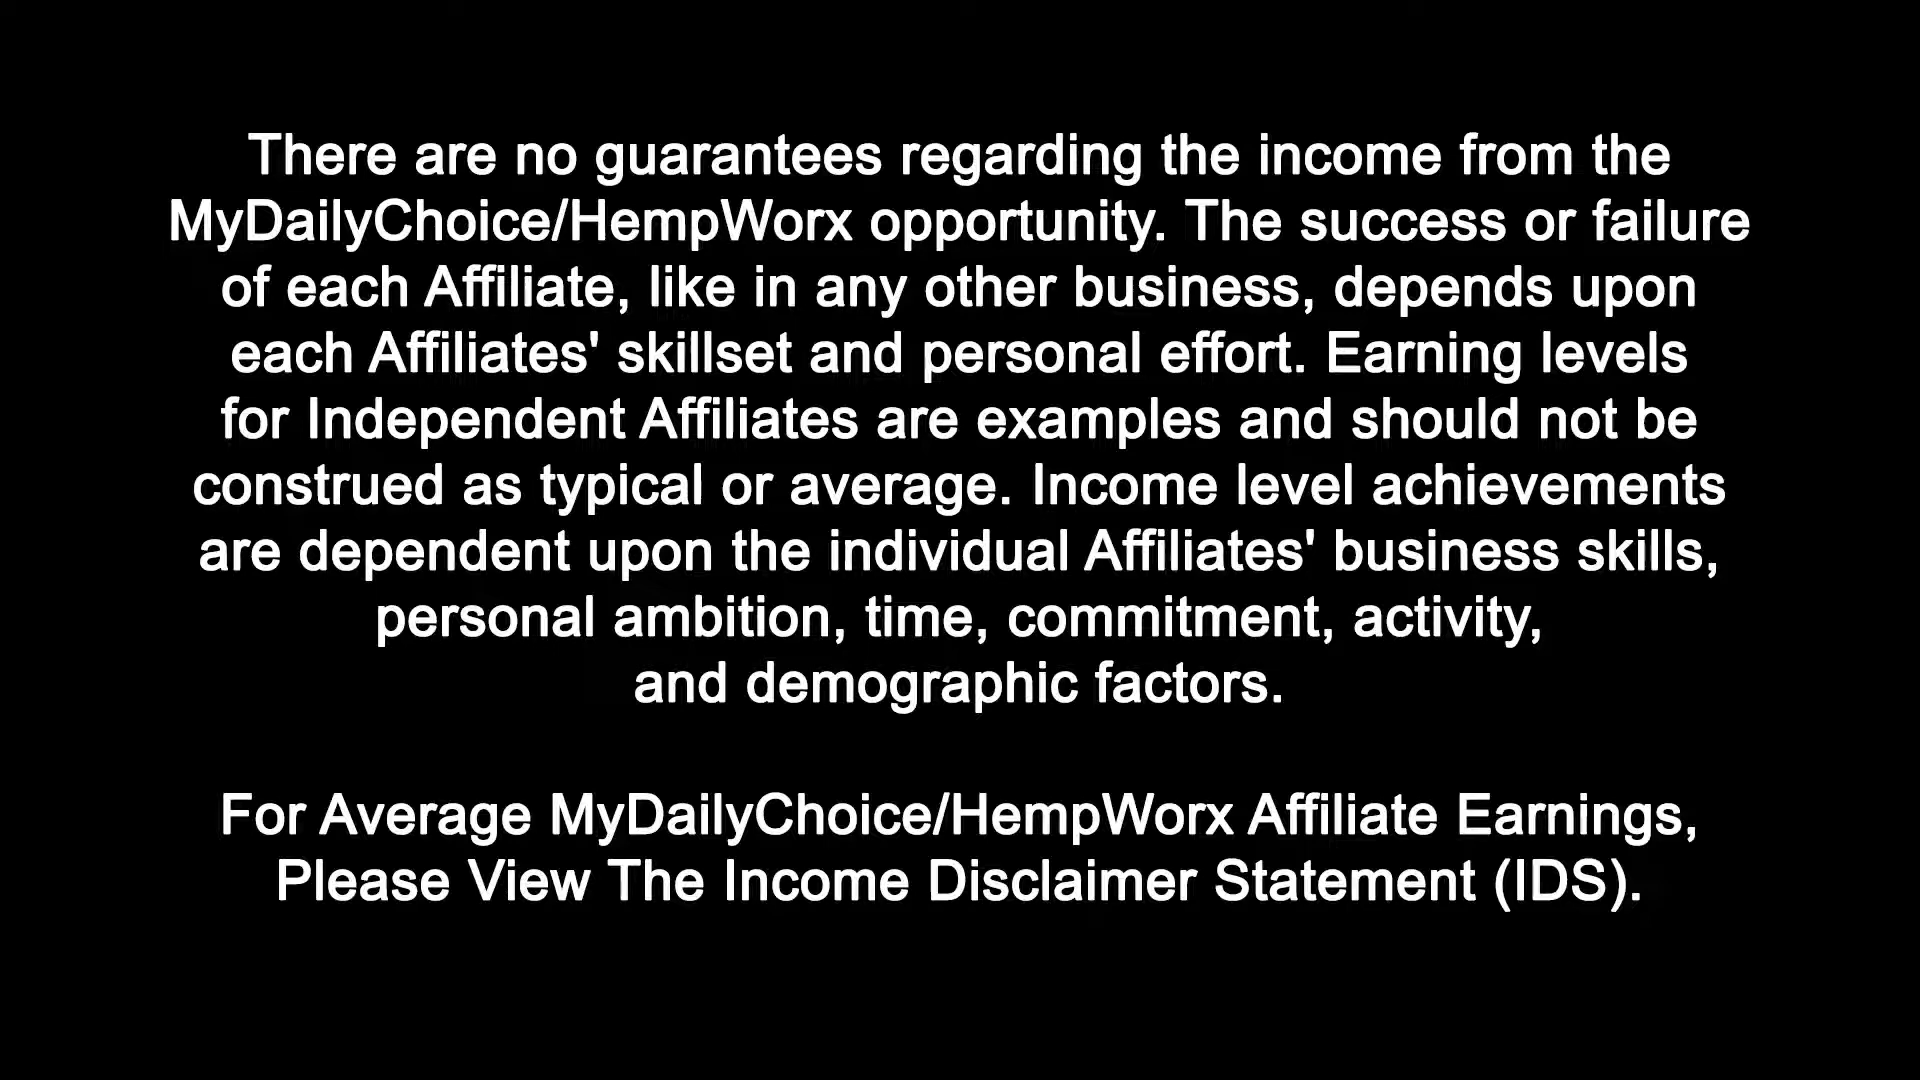 There are no guarantees regarding the income from the
MyDailyChoice/HempWorx opportunity. The success or failure
of each Affiliate, like in any other business, depends upon
each Affiliates' skillset and personal effort. Earning levels
for Independent Affiliates are examples and should not be
construed as typical or average. Income level achievements
are dependent upon the individual Affiliates' business skills,
personal ambition, time, commitment, activity,
and demographic factors.
For Average MyDailyChoice/HempWorx Affiliate Earnings,
Please View The Income Disclaimer Statement (IDS).